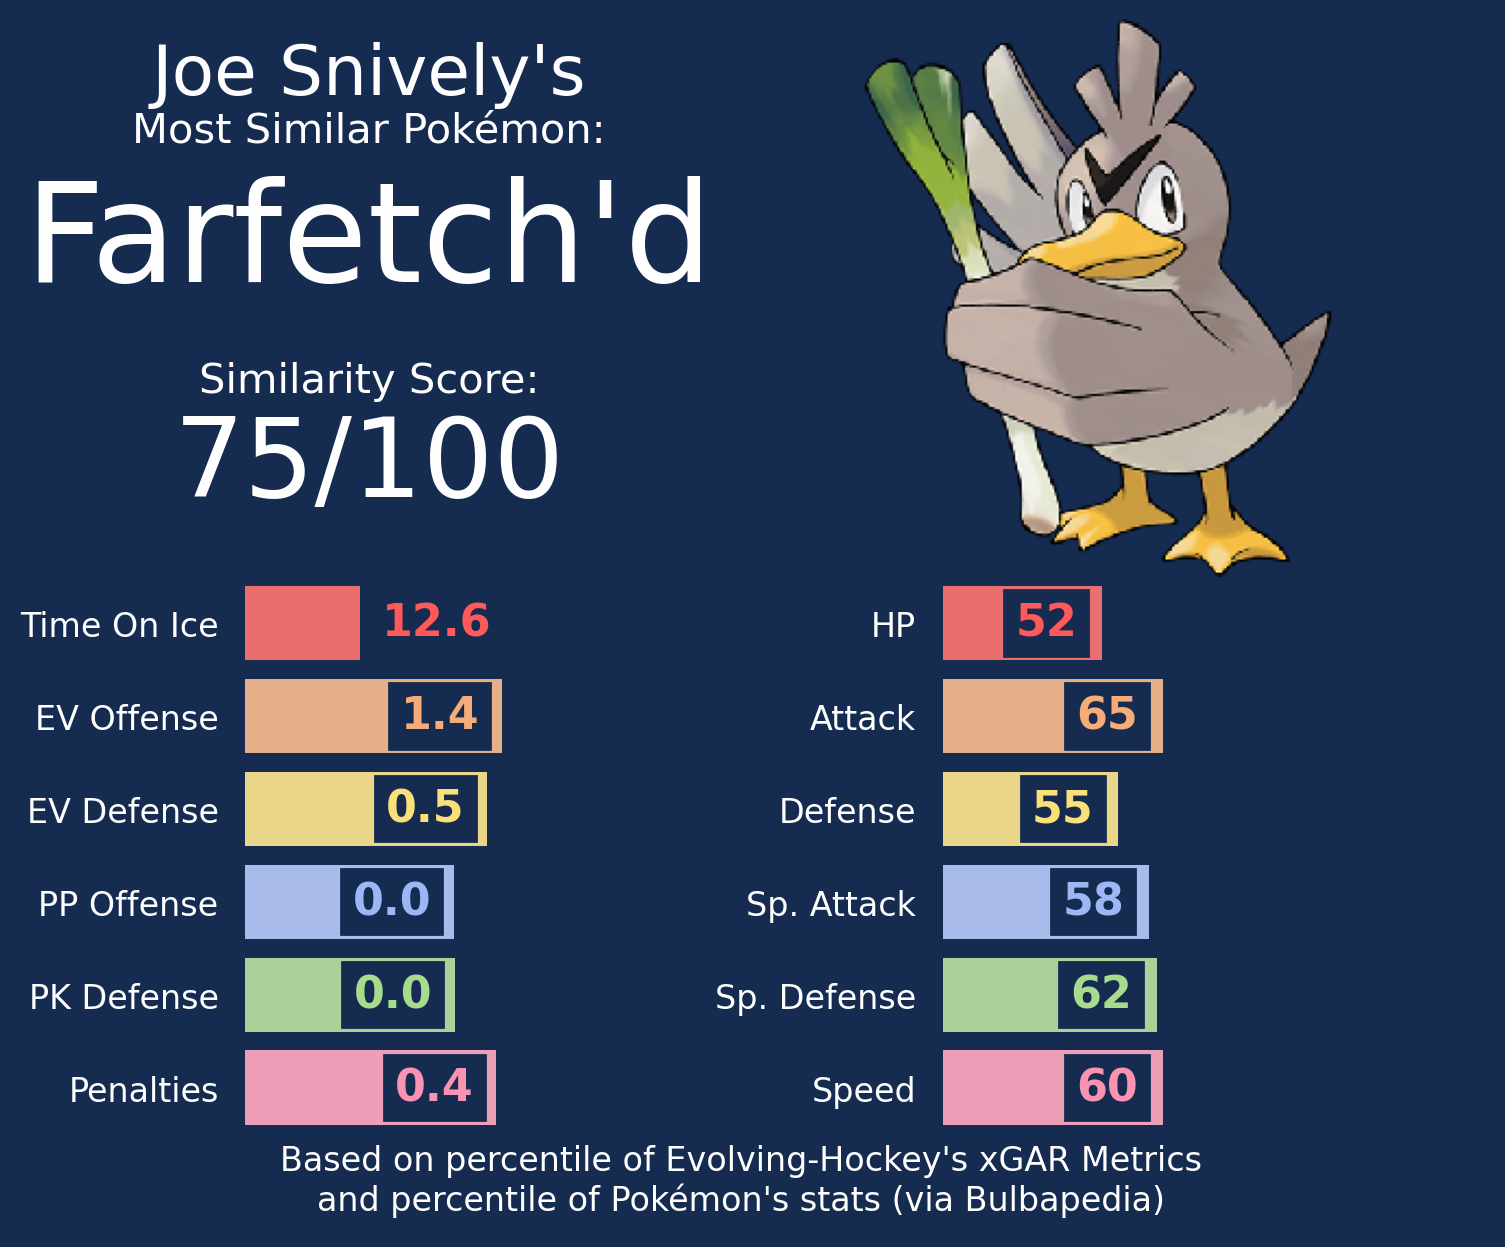 Joe Snively's
Most Similar Pokémon:
Farfetch'd
Similarity Score:
75/100
Time On Ice 12.6
EV Offense 1.4
EV Defense 0.5
PP Offense 0.0
PK Defense 0.0
Penalties 0.4
HP 52
Attack 65
Defense 55
Sp. Attack 58
Sp. Defense 62
Speed 60
Based on percentile of Evolving-Hockey's xGAR Metrics
and percentile of Pokémon's stats (via Bulbapedia)